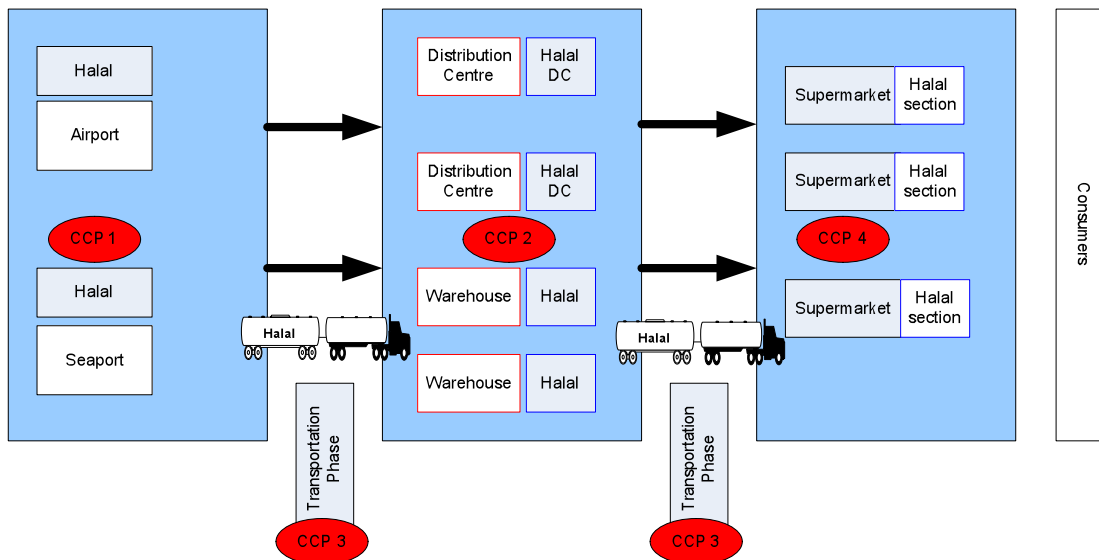 Halal
Airport
CCP 1
Halal
Seaport
Halal
Transportation
Phase
CCP 3
Distribution
Centre
Halal
DC
Distribution
Centre
Halal
DC
CCP 2
Warehouse
Halal
Warehouse
Halal
Halal
Transportation
Phase
CCP 3
Supermarket
Halal
section
Supermarket
Halal
section
CCP 4
Supermarket
Halal
section
Consumers